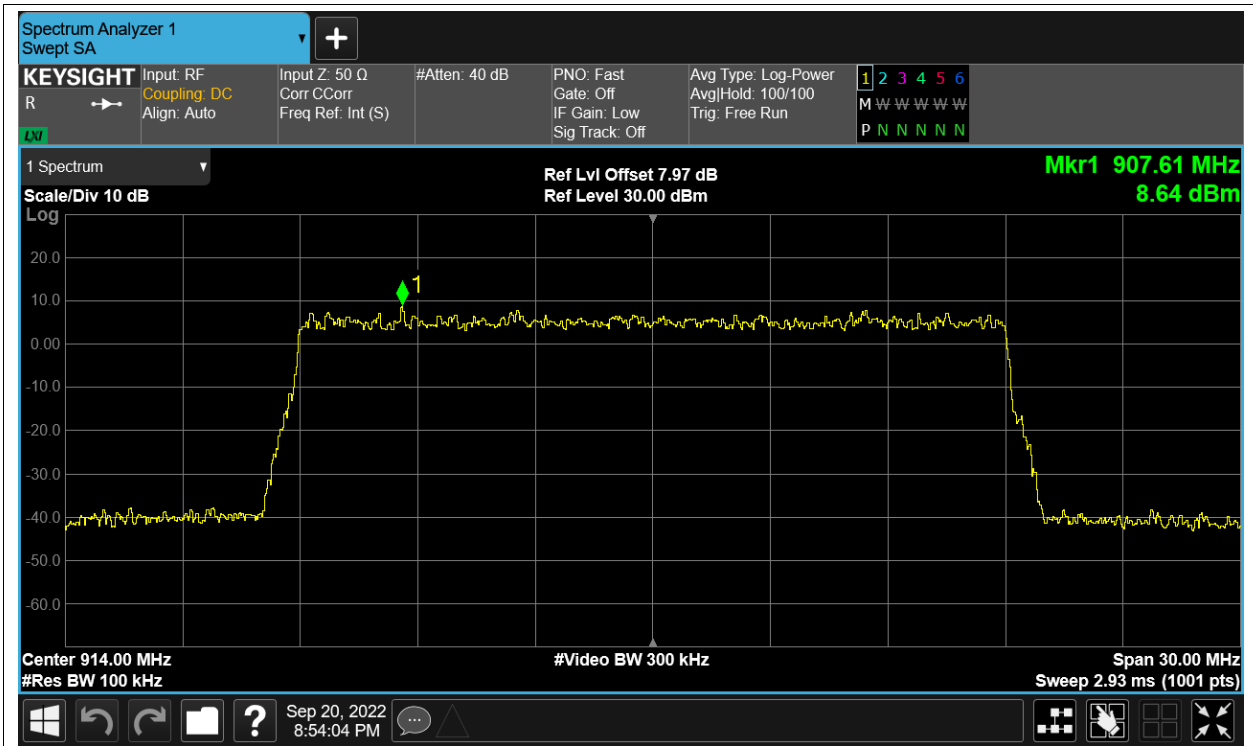 Spectrum Analyzer 1
Swept SA
KEYSIGHT
R
LXI
Input: RF
Coupling: DC
Align: Auto
Input Z: 50 Ω
Corr CCorr
Freq Ref: Int (S)
#Atten: 40 dB
PNO: Fast
Gate: Off
IF Gain: Low
Sig Track: Off
Avg Type: Log-Power
Avg|Hold: 100/100
Trig: Free Run
1 2 3 4 5 6
M W W W W W W
P N N N N N N
1 Spectrum
Scale/Div 10 dB
Ref Lvl Offset 7.97 dB
Ref Level 30.00 dBm
Mkr1 907.61 MHz
8.64 dBm
Log
20.0
10.0
0.00
-10.0
-20.0
-30.0
-40.0
-50.0
-60.0
1
Center 914.00 MHz
#Video BW 300 kHz
Span 30.00 MHz
#Res BW 100 kHz
Sweep 2.93 ms (1001 pts)
?
Sep 20, 2022
8:54:04 PM